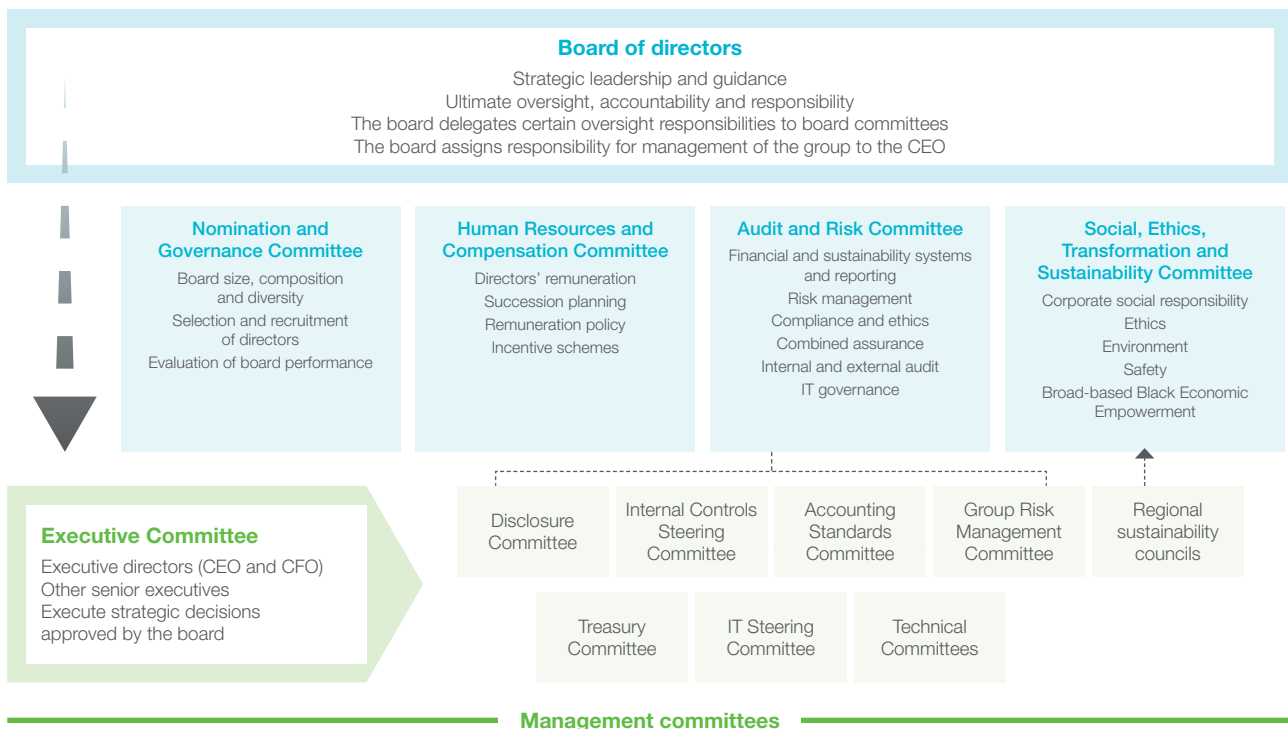 Board of directors
Strategic leadership and guidance
Ultimate oversight, accountability and responsibility
The board delegates certain oversight responsibilities to board committees
The board assigns responsibility for management of the group to the CEO
Nomination and
Governance Committee
Board size, composition
and diversity
Selection and recruitment
of directors
Evaluation of board performance
Human Resources and
Compensation Committee
Directors’ remuneration
Succession planning
Remuneration policy
Incentive schemes
Audit and Risk Committee
Financial and sustainability systems
and reporting
Risk management
Compliance and ethics
Combined assurance
Internal and external audit
IT governance
Social, Ethics,
Transformation and
Sustainability Committee
Corporate social responsibility
Ethics
Environment
Safety
Broad-based Black Economic
Empowerment
Executive Committee
Executive directors (CEO and CFO)
Other senior executives
Execute strategic decisions
approved by the board
Disclosure
Committee
Internal Controls
Steering
Committee
Accounting
Standards
Committee
Group Risk
Management
Committee
Regional
sustainability
councils
Treasury
Committee
IT Steering
Committee
Technical
Committees
Management committees